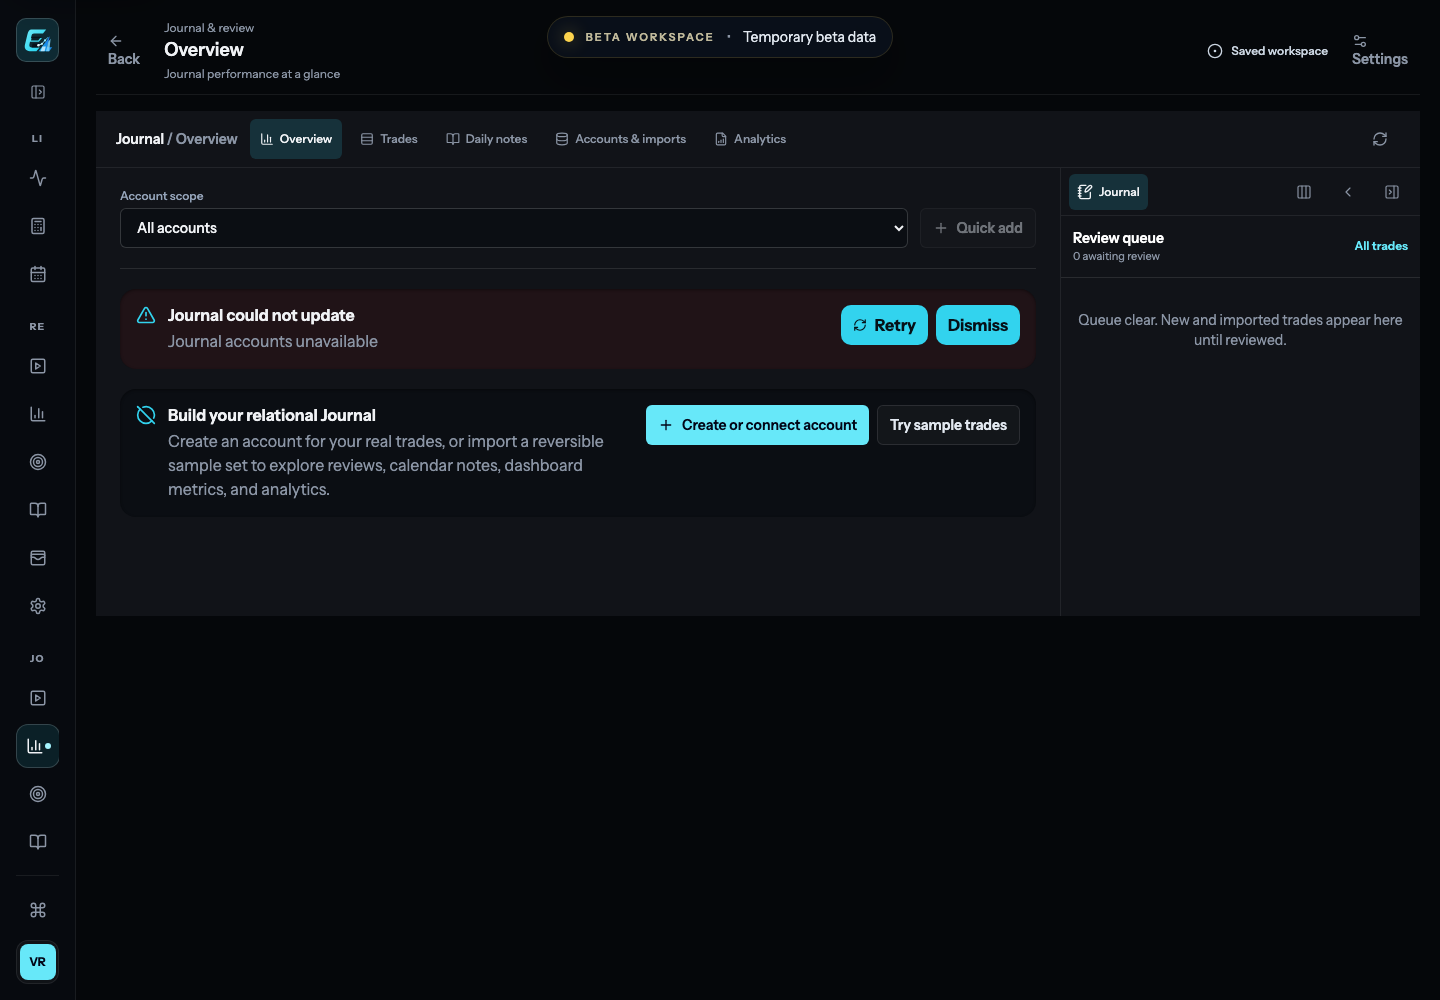 LI
RE
JO
VR
Back
Journal & review
Overview
Journal performance at a glance
BETA WORKSPACE • Temporary beta data
Saved workspace
Settings
Journal / Overview
Overview
Trades
Daily notes
Accounts & imports
Analytics
Account scope
All accounts
Quick add
Journal could not update
Journal accounts unavailable
Retry
Dismiss
Build your relational Journal
Create an account for your real trades, or import a reversible
sample set to explore reviews, calendar notes, dashboard
metrics, and analytics.
Create or connect account
Try sample trades
Journal
Review queue
0 awaiting review
All trades
Queue clear. New and imported trades appear here
until reviewed.